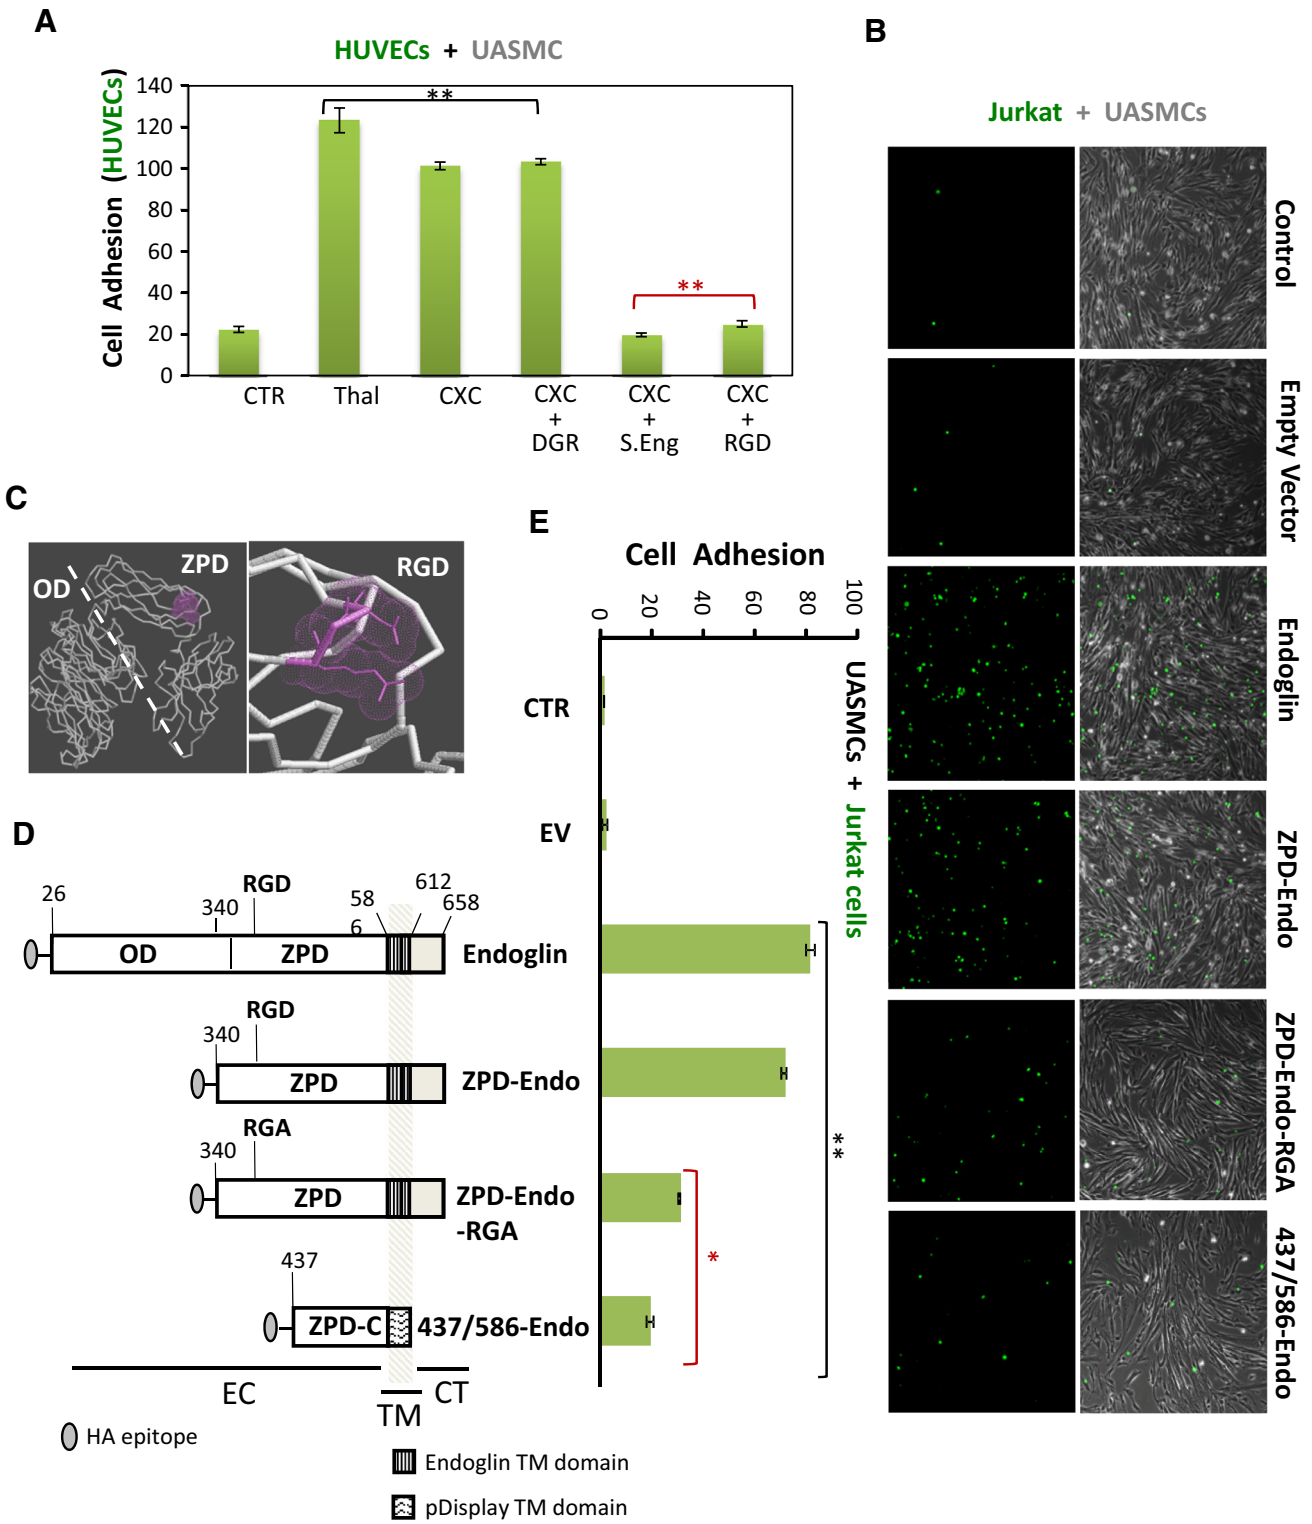 A
HUVECs + UASMC
Cell Adhesion (HUVECs)
140
120
100
80
60
40
20
0
**
**
CTR
Thal
CXC
CXC
+
DGR
CXC
+
S.Eng
CXC
+
RGD
B
Jurkat + UASMCs
Control
Empty Vector
Endoglin
ZPD-Endo
ZPD-Endo-RGA
437/586-Endo
C
OD
ZPD
RGD
D
26
340
RGD
58
6
612
658
OD
ZPD
Endoglin
RGD
340
ZPD
ZPD-Endo
RGA
340
ZPD
ZPD-Endo
-RGA
437
ZPD-C
437/586-Endo
EC
TM
CT
HA epitope
Endoglin TM domain
pDisplay TM domain
E
Cell Adhesion
0
20
40
60
80
100
UASMCs + Jurkat cells
CTR
EV
**
*